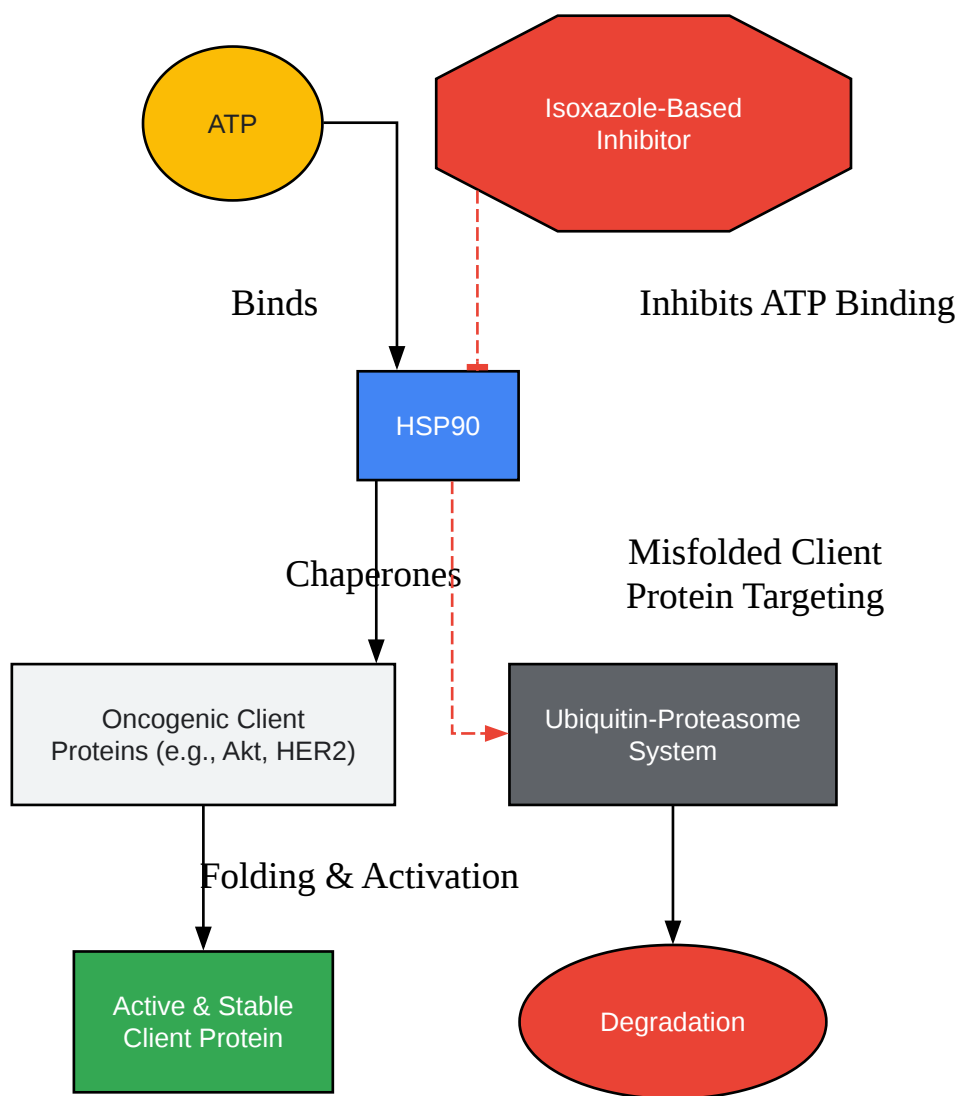 ATP
Isoxazole-Based
Inhibitor
Binds
Inhibits ATP Binding
HSP90
Chaperones
Misfolded Client
Protein Targeting
Oncogenic Client
Proteins (e.g., Akt, HER2)
Ubiquitin-Proteasome
System
Folding & Activation
Active & Stable
Client Protein
Degradation